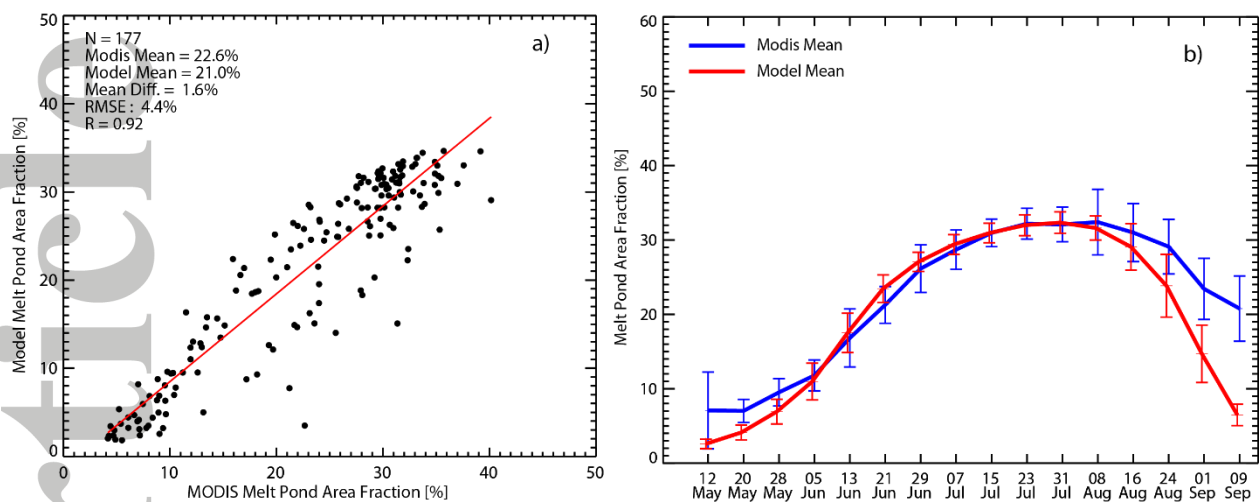 50
40
30
20
10
0
Model Melt Pond Area Fraction [%]
N = 177
Modis Mean = 22.6%
Model Mean = 21.0%
Mean Diff. =  1.6%
RMSE :  4.4%
R = 0.92
a)
0 10 20 30 40 50
MODIS Melt Pond Area Fraction [%]
60
50
40
30
20
10
0
Melt Pond Area Fraction [%]
Modis Mean
Model Mean
b)
12 20 28 05 13 21 29 07 15 23 31 08 16 24 01 09
May May May Jun Jun Jun Jun Jul Jul Jul Jul Aug Aug Aug Sep Sep
ticle